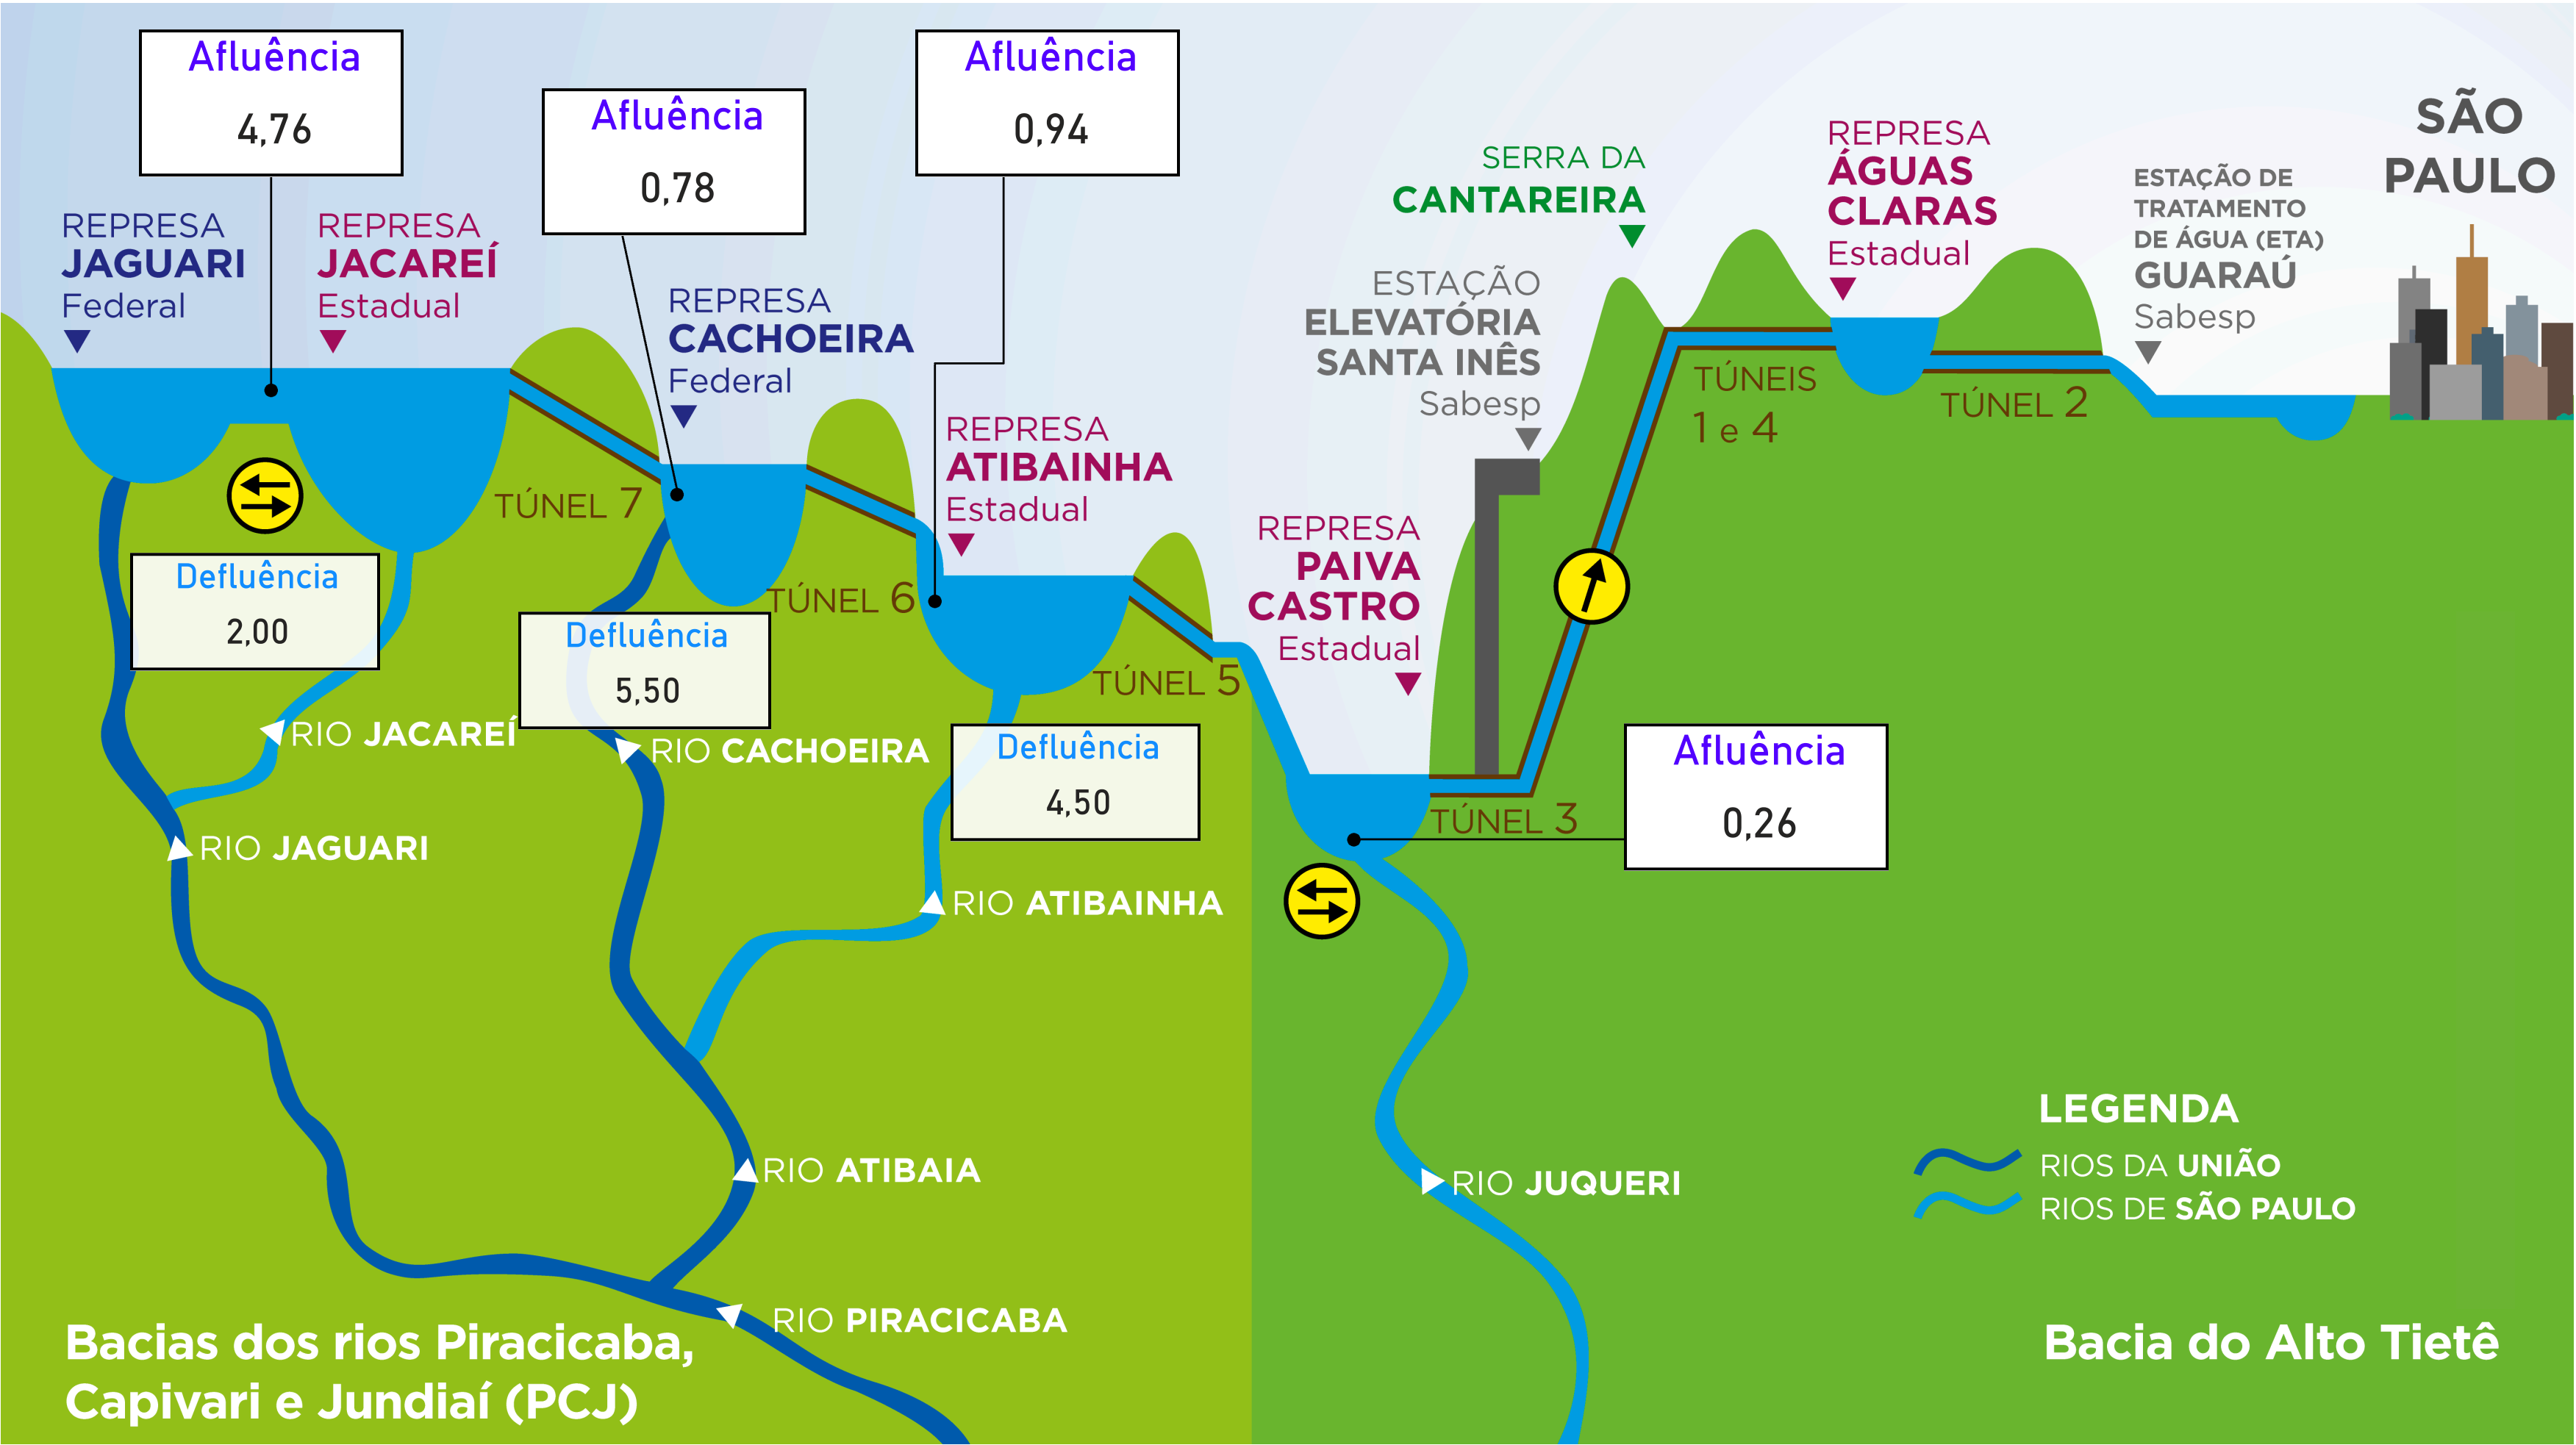 Afluência
4,76
Afluência
0,78
Afluência
0,94
REPRESA
JAGUARI
Federal
REPRESA
JACAREÍ
Estadual
REPRESA
CACHOEIRA
Federal
REPRESA
ATIBAINHA
Estadual
SERRA DA
CANTAREIRA
ESTAÇÃO
ELEVATÓRIA
SANTA INÊS
Sabesp
REPRESA
ÁGUAS
CLARAS
Estadual
ESTAÇÃO DE
TRATAMENTO
DE ÁGUA (ETA)
GUARAÚ
Sabesp
SÃO
PAULO
TÚNEL 7
TÚNEL 6
TÚNEL 5
REPRESA
PAIVA
CASTRO
Estadual
TÚNEIS
1 e 4
TÚNEL 2
TÚNEL 3
Defluência
2,00
Defluência
5,50
Defluência
4,50
Afluência
0,26
RIO JACAREÍ
RIO CACHOEIRA
RIO JAGUARI
RIO ATIBAINHA
RIO ATIBAIA
RIO JUQUERI
RIO PIRACICABA
LEGENDA
RIOS DA UNIÃO
RIOS DE SÃO PAULO
Bacias dos rios Piracicaba,
Capivari e Jundiaí (PCJ)
Bacia do Alto Tietê